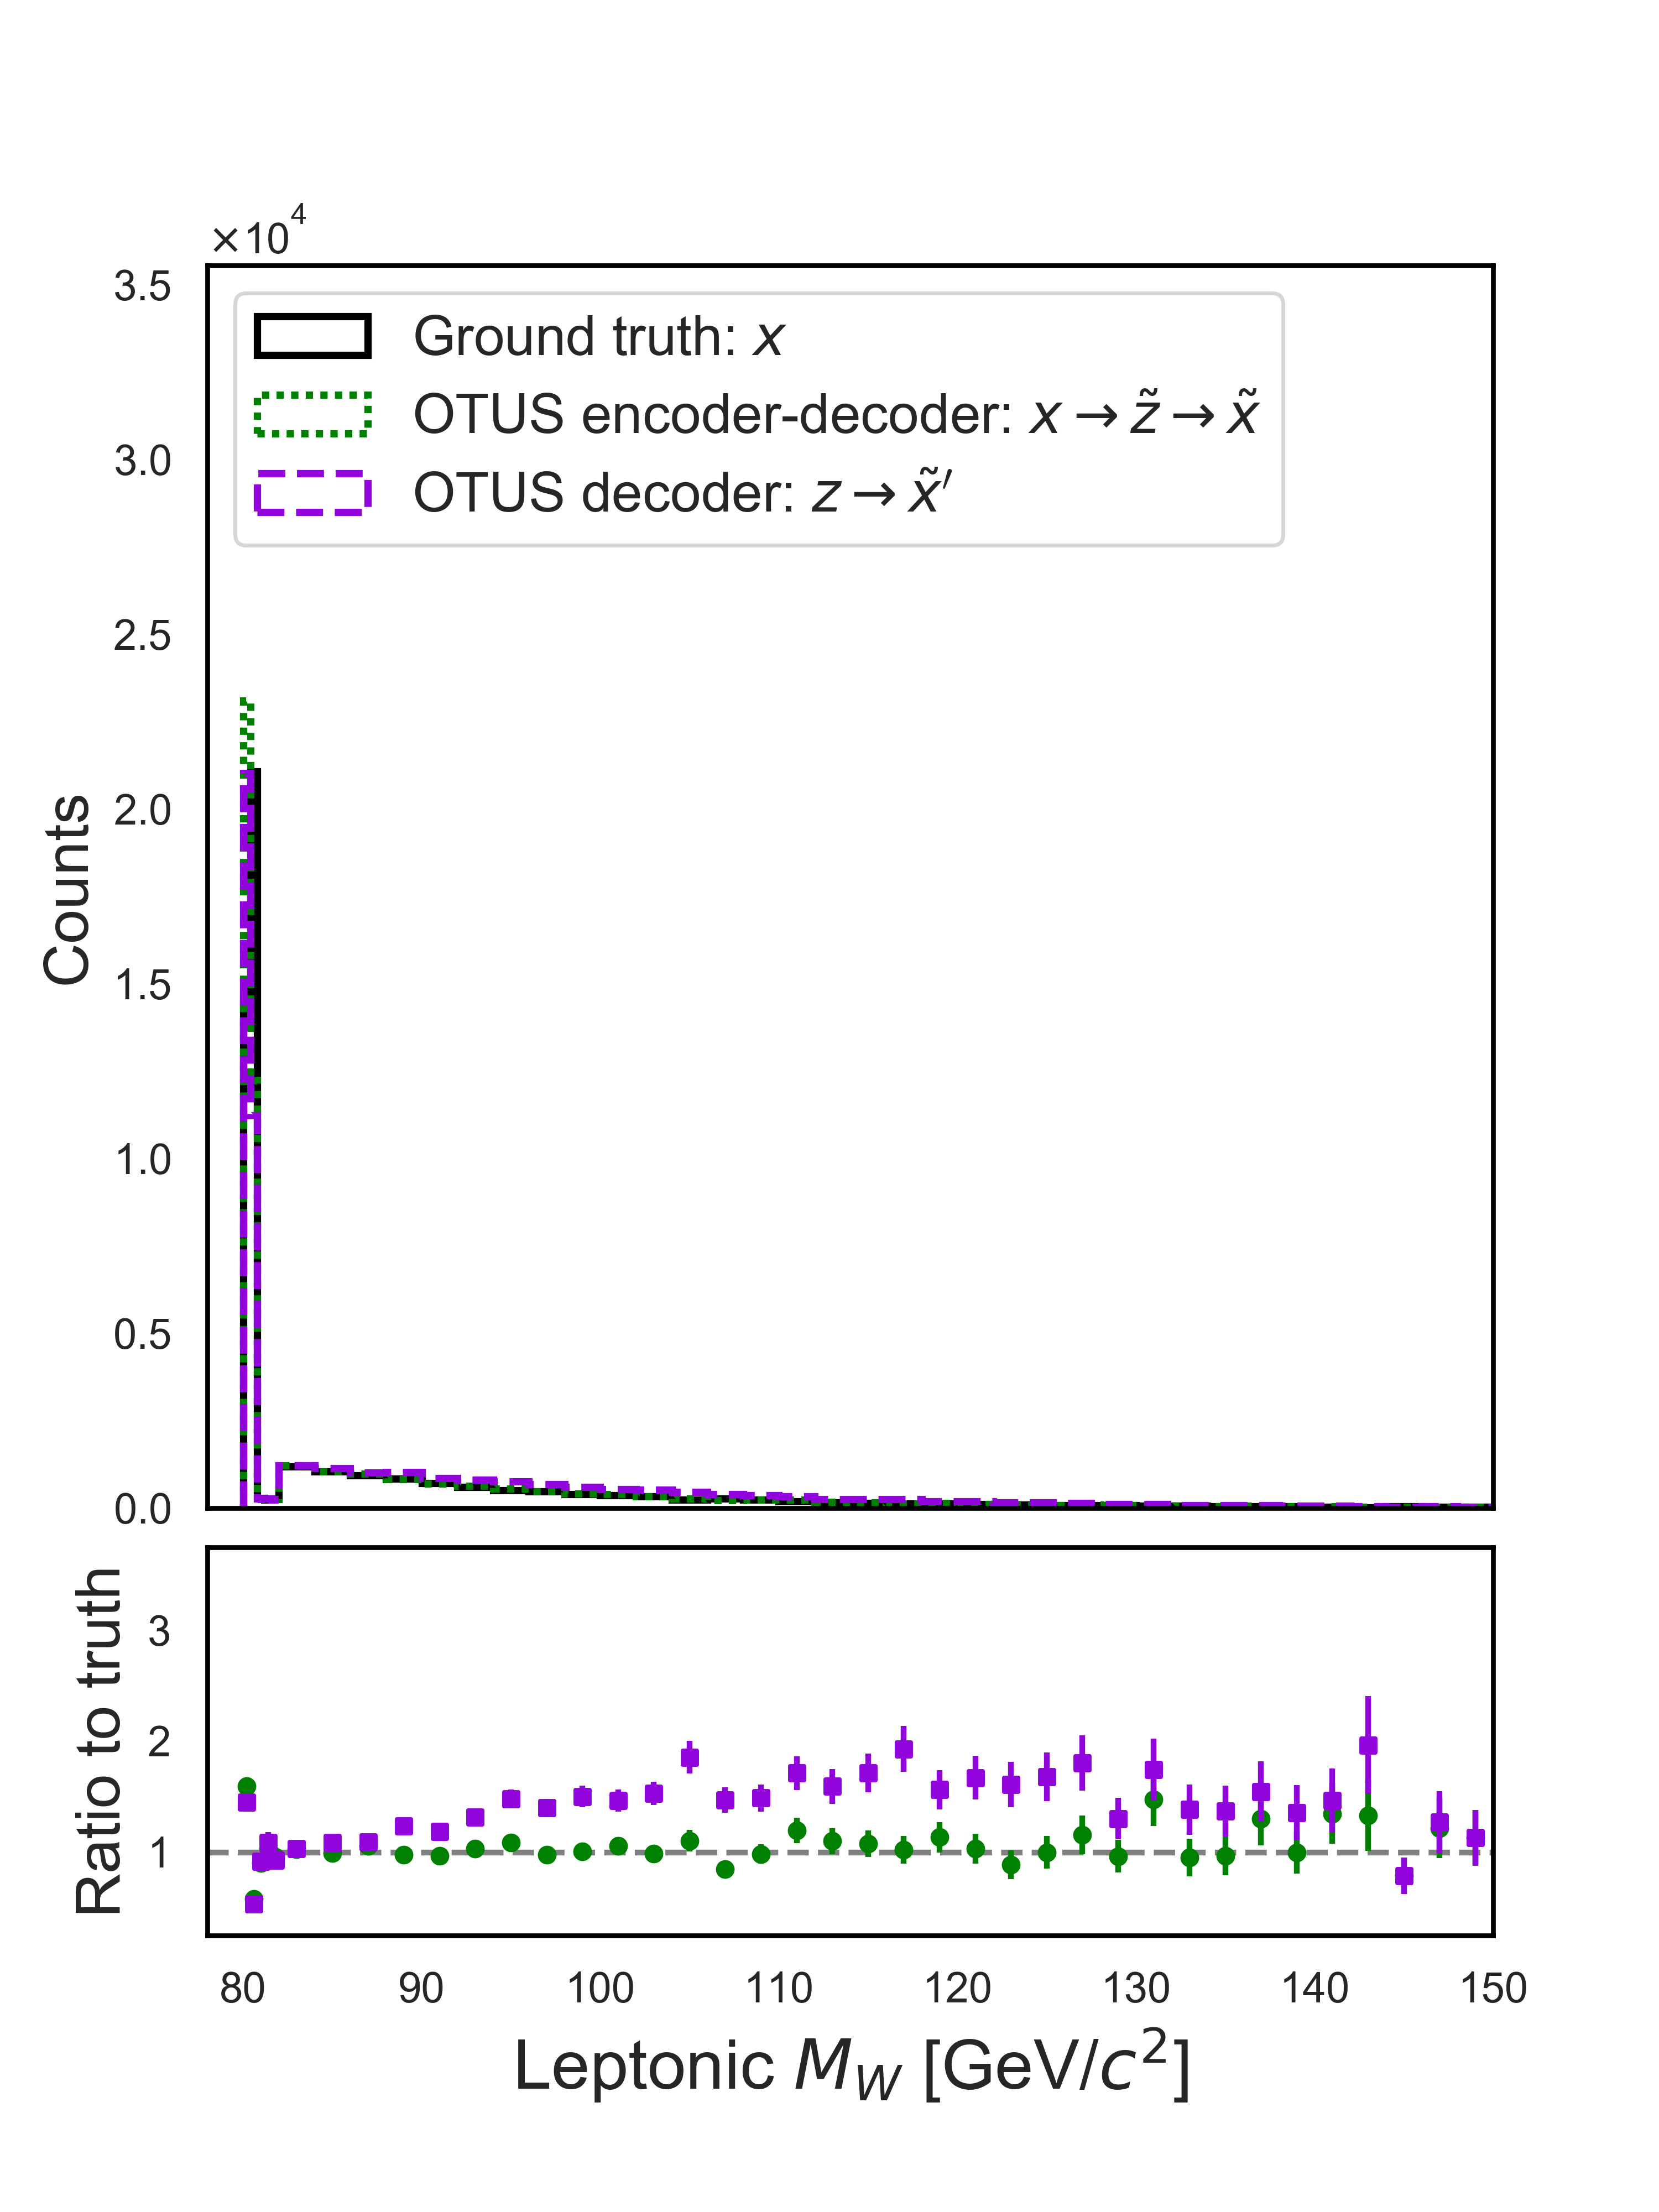 ×10⁴
3.5
Ground truth: x
OTUS encoder-decoder: x → z̃ → x̃
3.0
OTUS decoder: z → x̃′
2.5
2.0
Counts
1.5
1.0
0.5
0.0
3
2
Ratio to truth
1
80 90 100 110 120 130 140 150
Leptonic M_W [GeV/c²]